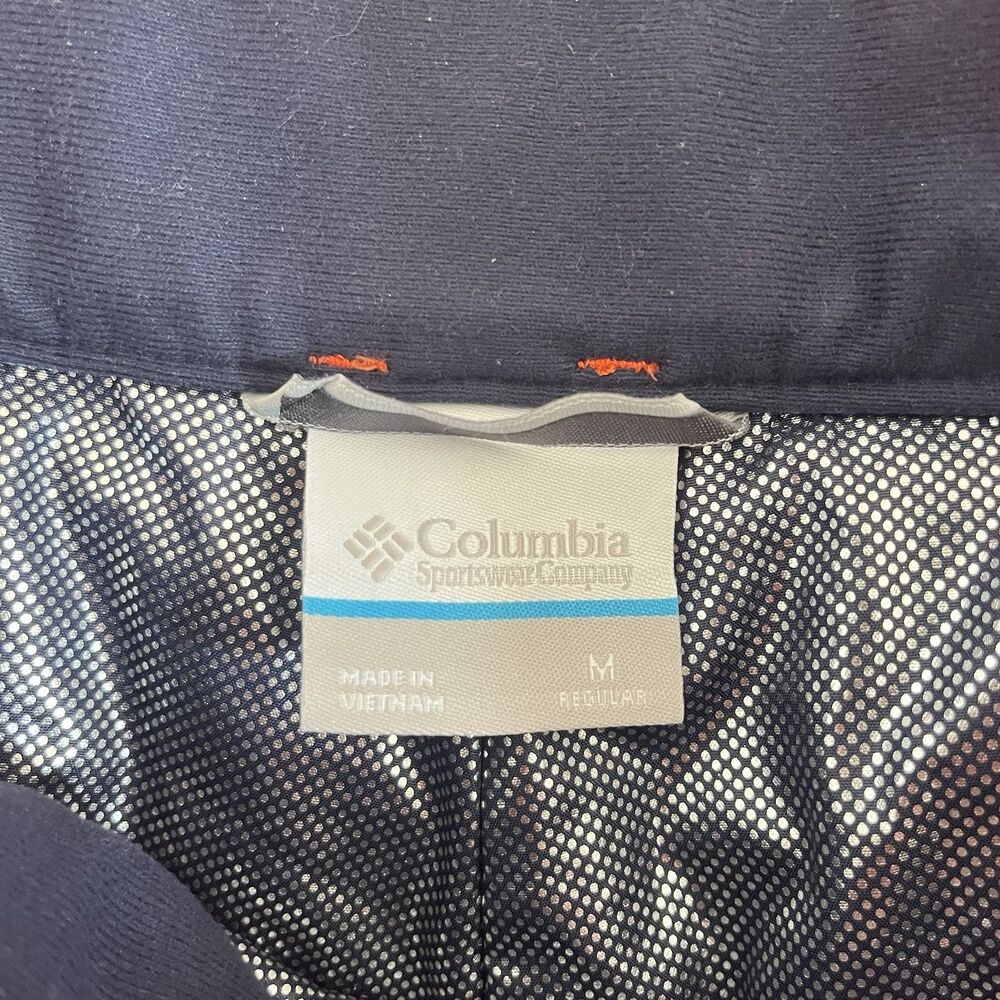 Columbia
Sportswear Company
MADE IN
VIETNAM
M
REGULAR